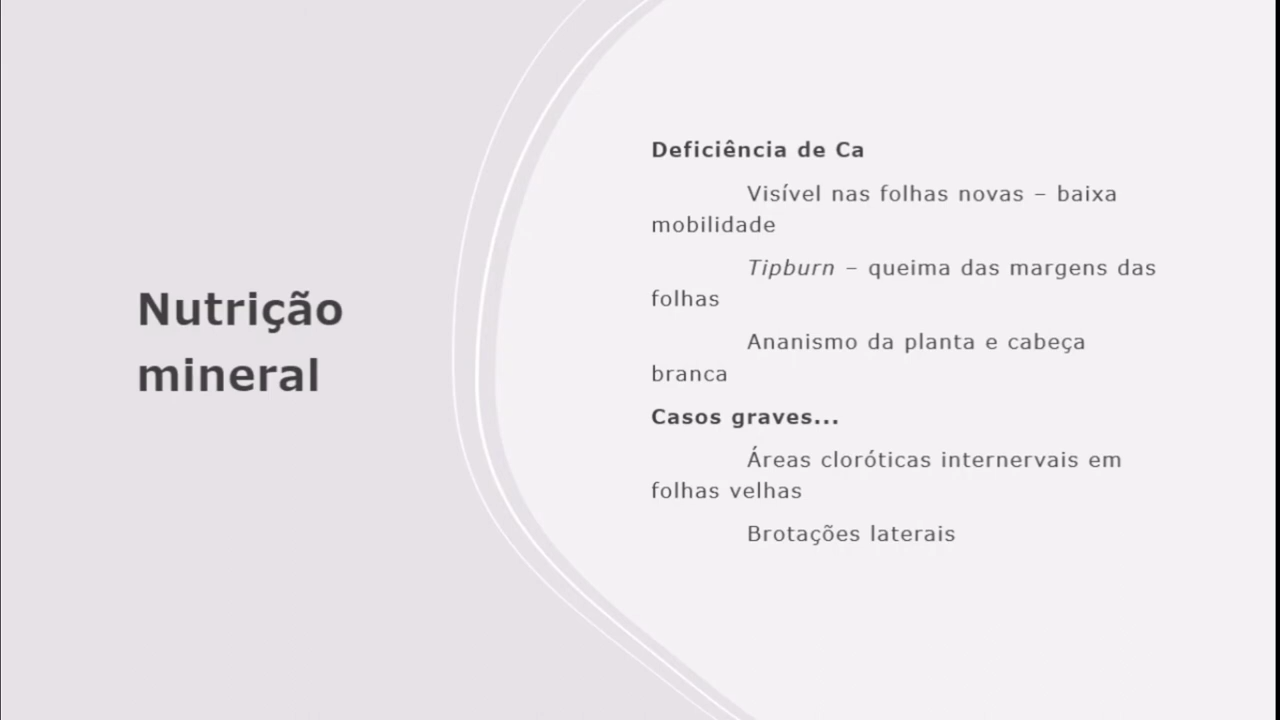 Nutrição
mineral
Deficiência de Ca
Visível nas folhas novas – baixa
mobilidade
Tipburn – queima das margens das
folhas
Ananismo da planta e cabeça
branca
Casos graves...
Áreas cloróticas internervais em
folhas velhas
Brotações laterais